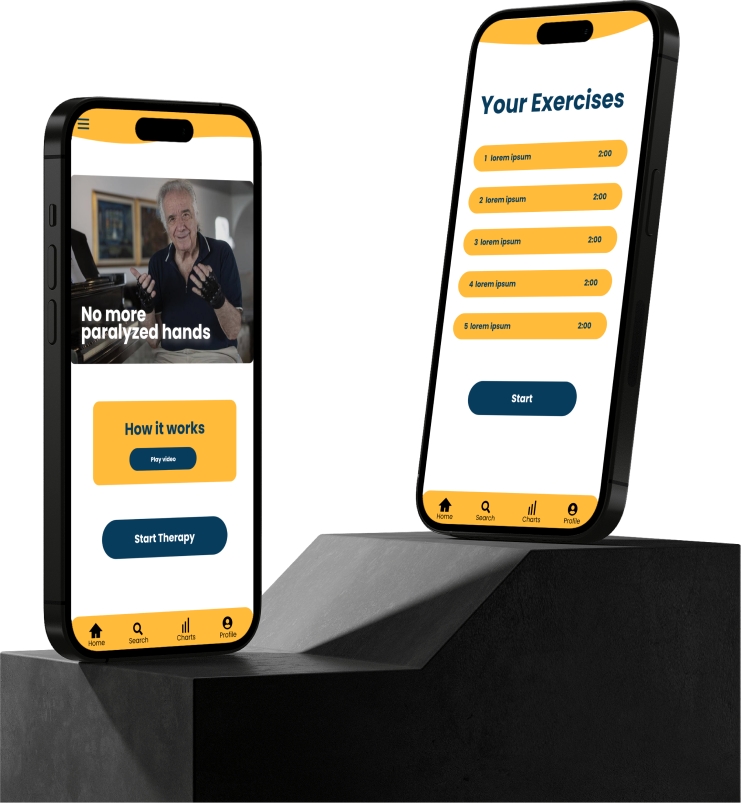 No more
paralyzed hands
How it works
Play video
Start Therapy
Home Search Charts Profile
Your Exercises
1 lorem ipsum 2:00
2 lorem ipsum 2:00
3 lorem ipsum 2:00
4 lorem ipsum 2:00
5 lorem ipsum 2:00
Start
Home Search Charts Profile